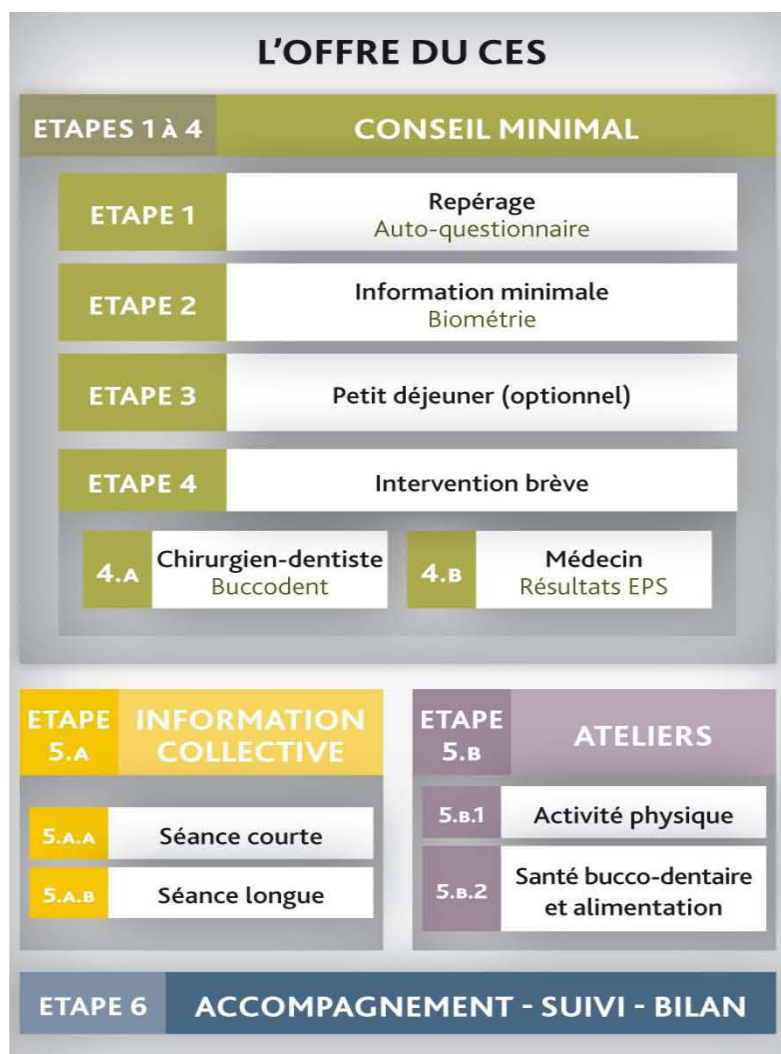 L'OFFRE DU CES
ETAPES 1 À 4
CONSEIL MINIMAL
ETAPE 1
Repérage
Auto-questionnaire
ETAPE 2
Information minimale
Biométrie
ETAPE 3
Petit déjeuner (optionnel)
ETAPE 4
Intervention brève
4.A
Chirurgien-dentiste
Buccodent
4.B
Médecin
Résultats EPS
ETAPE
5.A
INFORMATION
COLLECTIVE
5.A.A
Séance courte
5.A.B
Séance longue
ETAPE
5.B
ATELIERS
5.B.1
Activité physique
5.B.2
Santé bucco-dentaire
et alimentation
ETAPE 6
ACCOMPAGNEMENT - SUIVI - BILAN